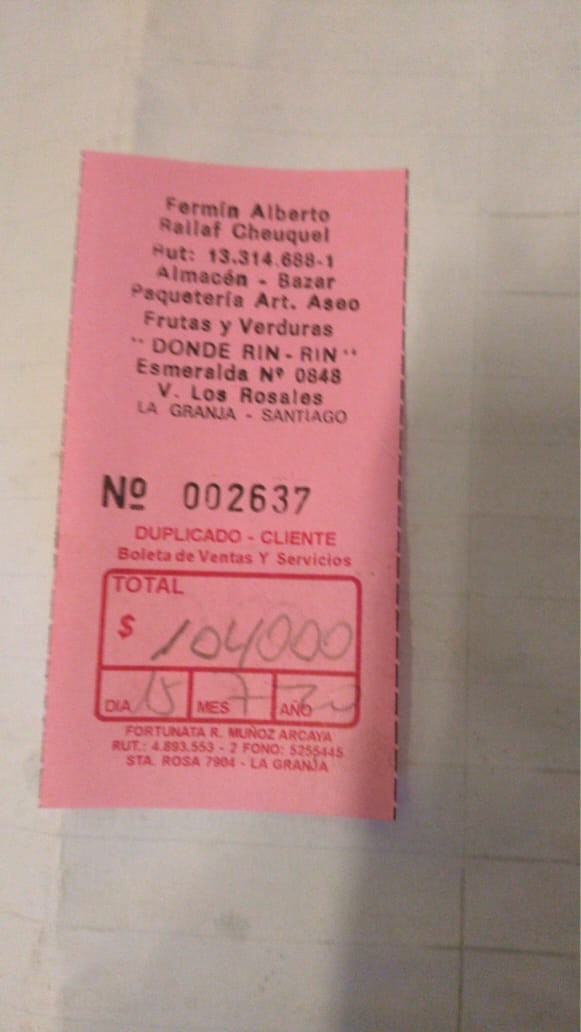 Fermín Alberto
Railaf Cheuquel
Rut: 13.314.688-1
Almacén - Bazar
Paquetería Art. Aseo
Frutas y Verduras
" DONDE RIN - RIN "
Esmeralda Nº 0848
V. Los Rosales
LA GRANJA - SANTIAGO
Nº 002637
DUPLICADO - CLIENTE
Boleta de Ventas Y Servicios
TOTAL
$ 104000
DIA 15 MES 7 AÑO
FORTUNATA R. MUÑOZ ARCAYA
RUT.: 4.893.553 - 2 FONO: 5255445
STA. ROSA 7904 - LA GRANJA